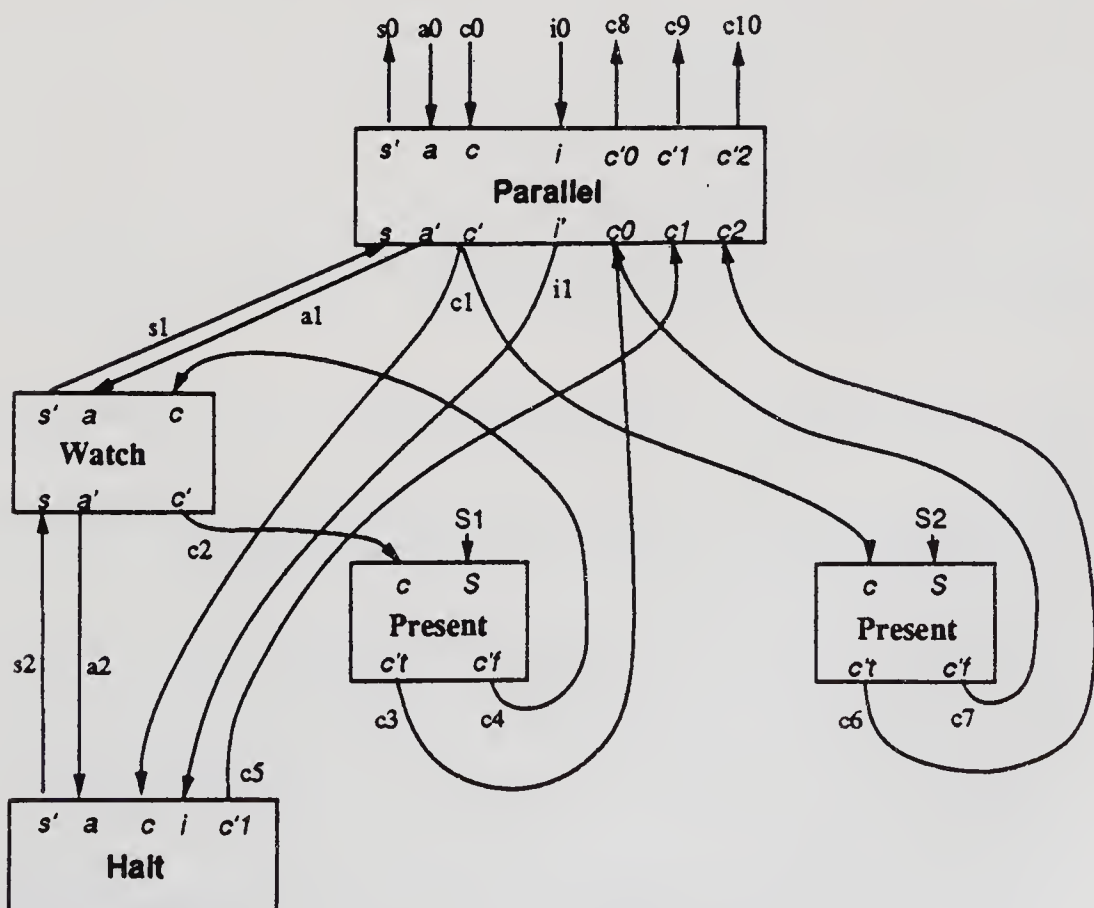 s0 a0 c0 i0 c8 c9 c10
s' a c i c'0 c'1 c'2
Parallel
s a' c' i' c0 c1 c2
s1 a1 c1 i1
s' a c
Watch
s a' c'
c2 S1 S2
c S c S
Present Present
c't c'f c't c'f
s2 a2 c3 c4 c6 c7
c5
s' a c i c'1
Halt